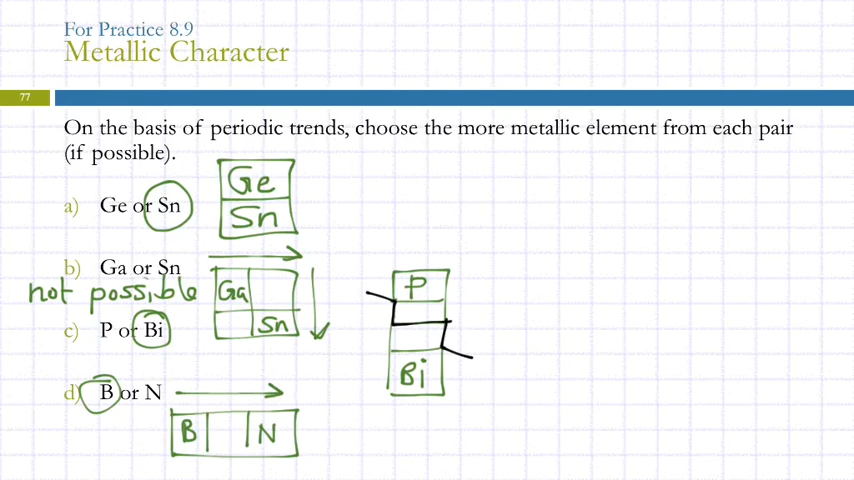 For Practice 8.9
Metallic Character
77
On the basis of periodic trends, choose the more metallic element from each pair
(if possible).
Ge
a) Ge or Sn
Sn
b) Ga or Sn
not possible
Ga
P
Sn
c) P or Bi
Bi
d) B or N
B N